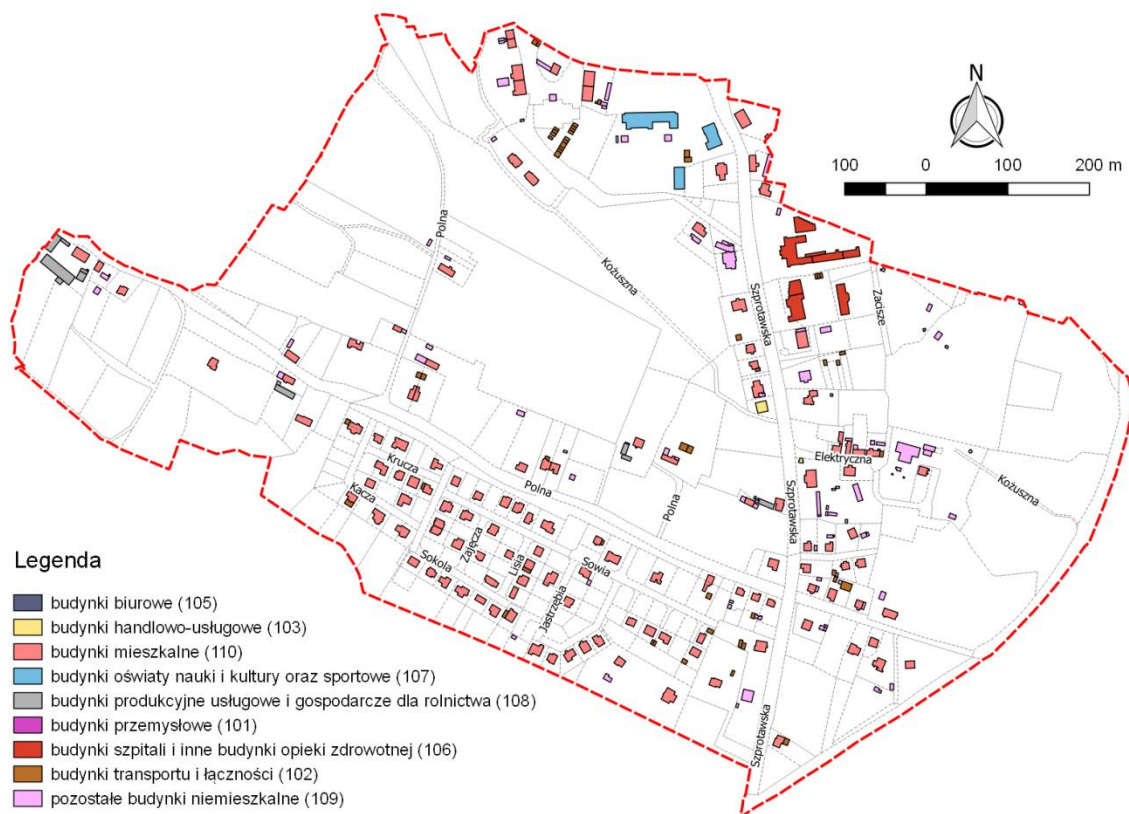 N
100 0 100 200 m
Polna
Kożuszna
Szprotawska
Zacisze
Elektryczna
Krucza
Kacza
Polna
Polna
Szprotawska
Kożuszna
Zajęcza
Lisia
Sowia
Sokola
Jastrzębia
Szprotawska
Legenda
budynki biurowe (105)
budynki handlowo-usługowe (103)
budynki mieszkalne (110)
budynki oświaty nauki i kultury oraz sportowe (107)
budynki produkcyjne usługowe i gospodarcze dla rolnictwa (108)
budynki przemysłowe (101)
budynki szpitali i inne budynki opieki zdrowotnej (106)
budynki transportu i łączności (102)
pozostałe budynki niemieszkalne (109)